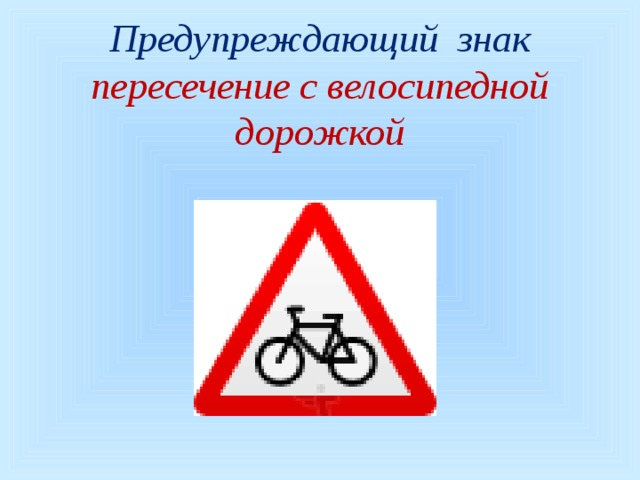 Предупреждающий знак
пересечение с велосипедной
дорожкой